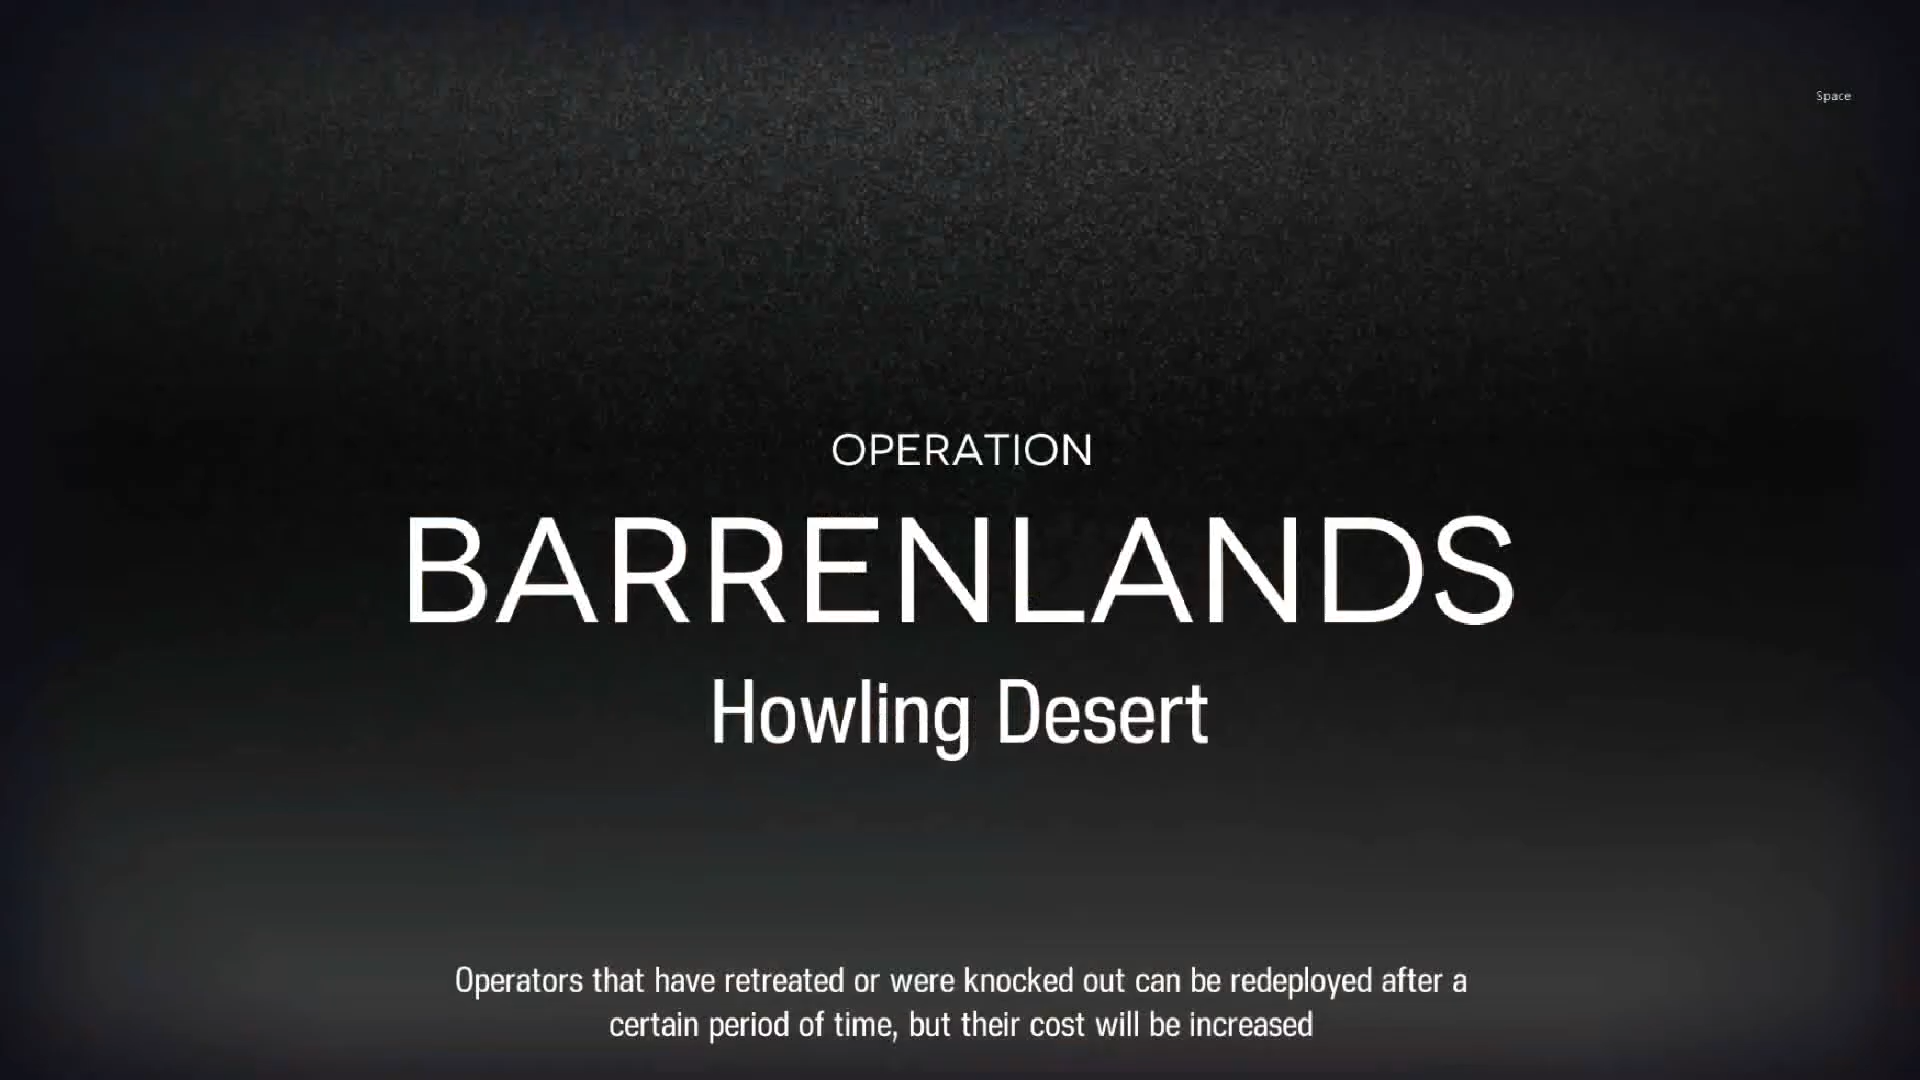 Space
OPERATION
BARRENLANDS
Howling Desert
Operators that have retreated or were knocked out can be redeployed after a
certain period of time, but their cost will be increased